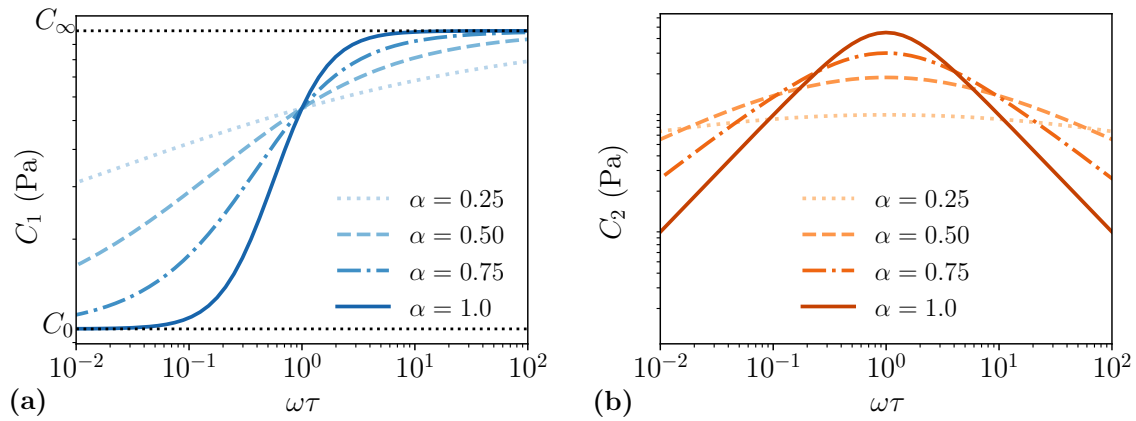 C∞
C₀
C₁ (Pa)
α = 0.25
α = 0.50
α = 0.75
α = 1.0
10⁻² 10⁻¹ 10⁰ 10¹ 10²
ωτ
(a)
C₂ (Pa)
α = 0.25
α = 0.50
α = 0.75
α = 1.0
10⁻² 10⁻¹ 10⁰ 10¹ 10²
ωτ
(b)